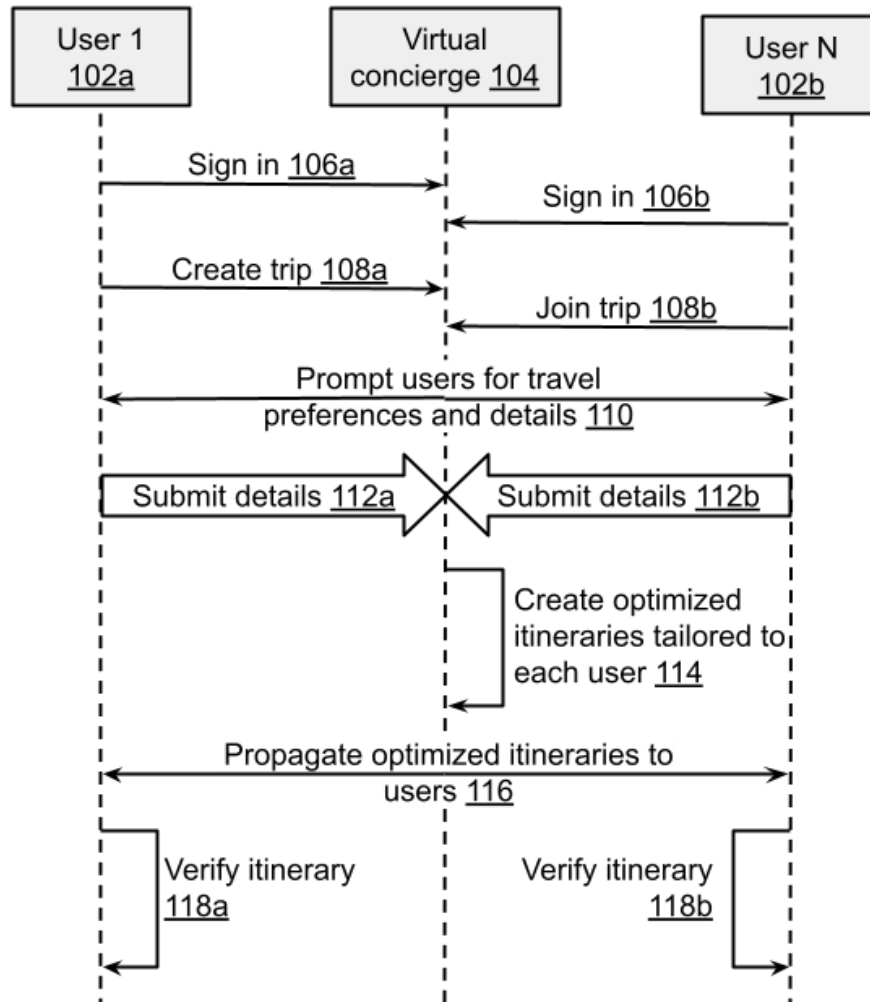 User 1
102a
Virtual
concierge 104
User N
102b
Sign in 106a
Sign in 106b
Create trip 108a
Join trip 108b
Prompt users for travel
preferences and details 110
Submit details 112a
Submit details 112b
Create optimized
itineraries tailored to
each user 114
Propagate optimized itineraries to
users 116
Verify itinerary
118a
Verify itinerary
118b